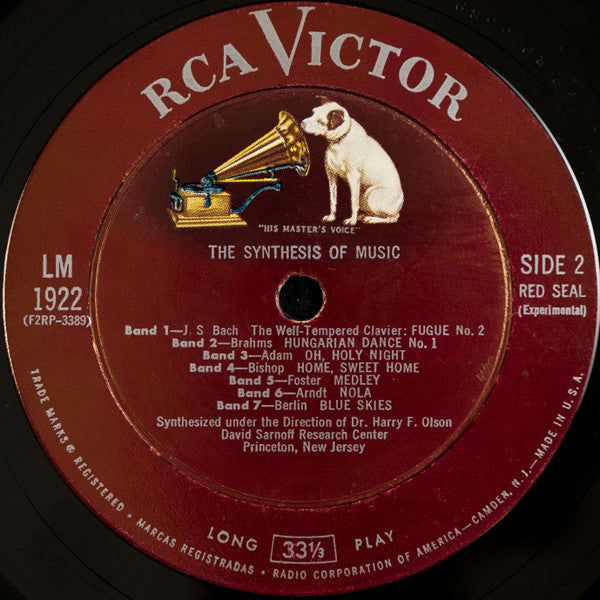 RCA VICTOR
"HIS MASTER'S VOICE"
THE SYNTHESIS OF MUSIC
LM
1922
(F2RP-3389)
SIDE 2
RED SEAL
(Experimental)
Band 1—J. S Bach The Well-Tempered Clavier: FUGUE No. 2
Band 2—Brahms HUNGARIAN DANCE No. 1
Band 3—Adam OH, HOLY NIGHT
Band 4—Bishop HOME, SWEET HOME
Band 5—Foster MEDLEY
Band 6—Arndt NOLA
Band 7—Berlin BLUE SKIES
Synthesized under the Direction of Dr. Harry F. Olson
David Sarnoff Research Center
Princeton, New Jersey
LONG 33⅓ PLAY
TRADE MARKS ® REGISTERED • MARCAS REGISTRADAS • RADIO CORPORATION OF AMERICA—CAMDEN, N. J.—MADE IN U. S. A.